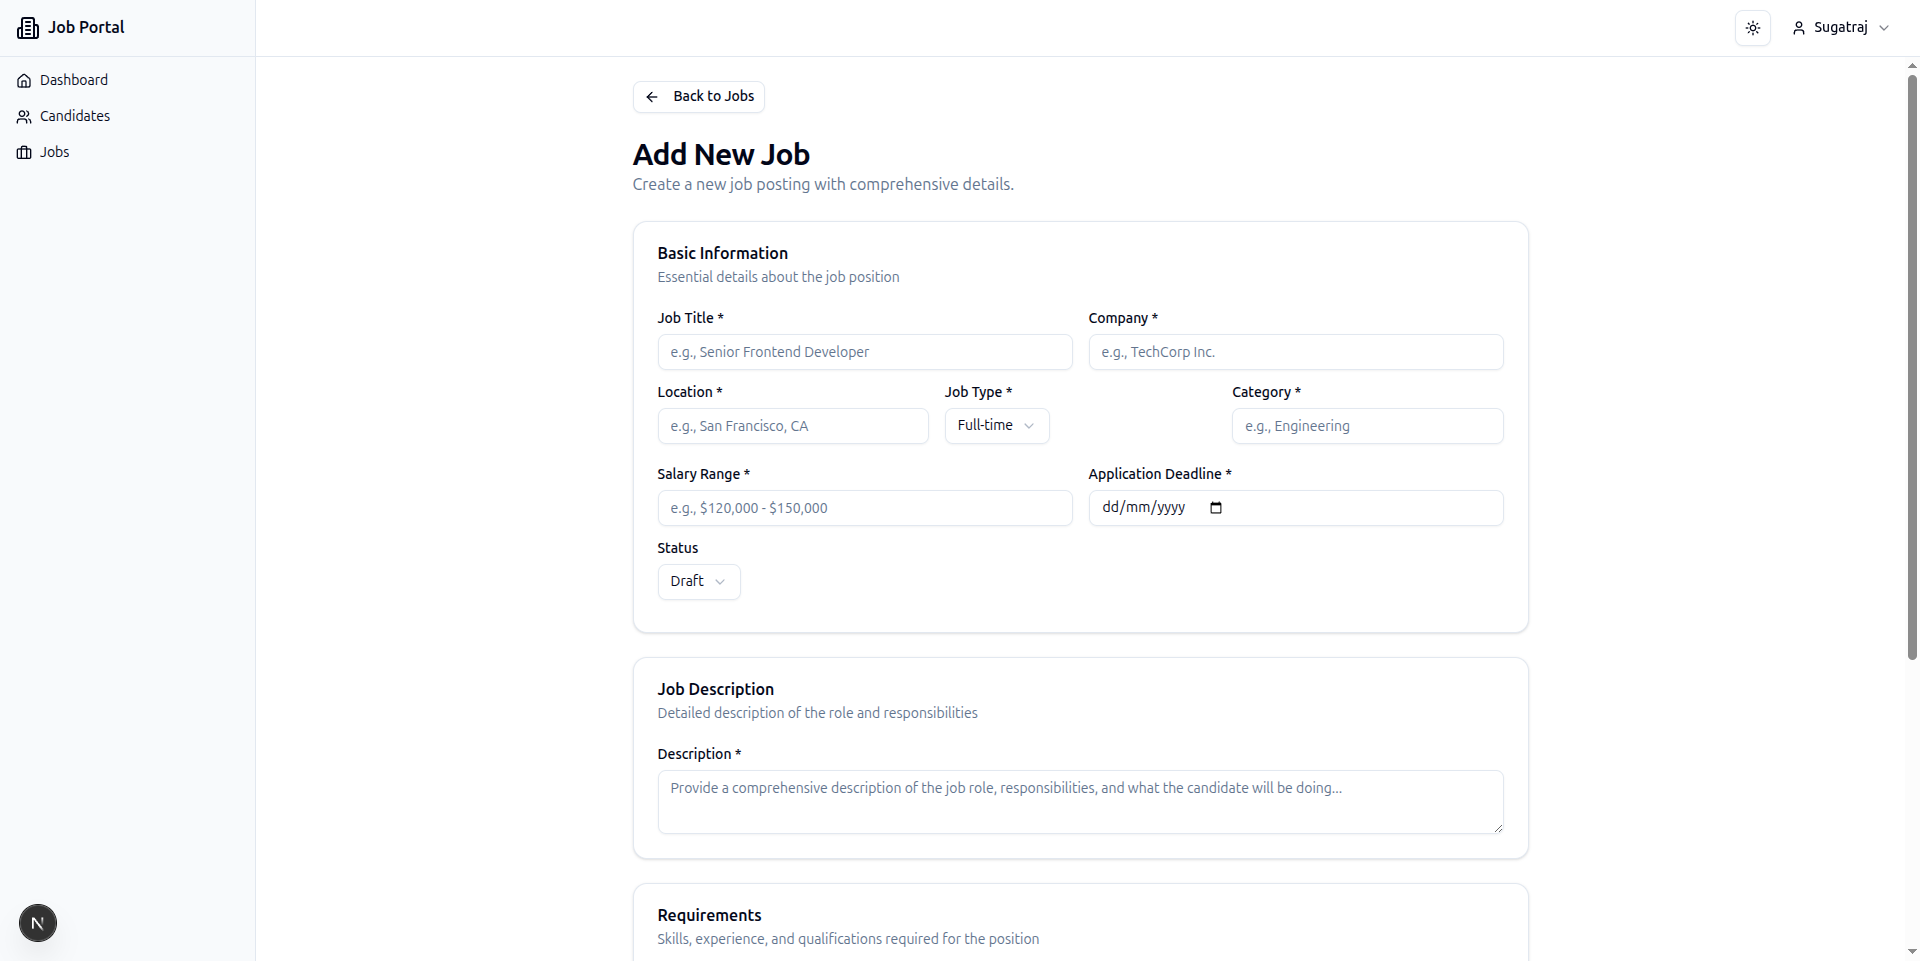 Job Portal
Sugatraj
Dashboard
Candidates
Jobs
Back to Jobs
Add New Job
Create a new job posting with comprehensive details.
Basic Information
Essential details about the job position
Job Title *
Company *
e.g., Senior Frontend Developer
e.g., TechCorp Inc.
Location *
Job Type *
Category *
e.g., San Francisco, CA
Full-time
e.g., Engineering
Salary Range *
Application Deadline *
e.g., $120,000 - $150,000
dd/mm/yyyy
Status
Draft
Job Description
Detailed description of the role and responsibilities
Description *
Provide a comprehensive description of the job role, responsibilities, and what the candidate will be doing...
Requirements
Skills, experience, and qualifications required for the position
N